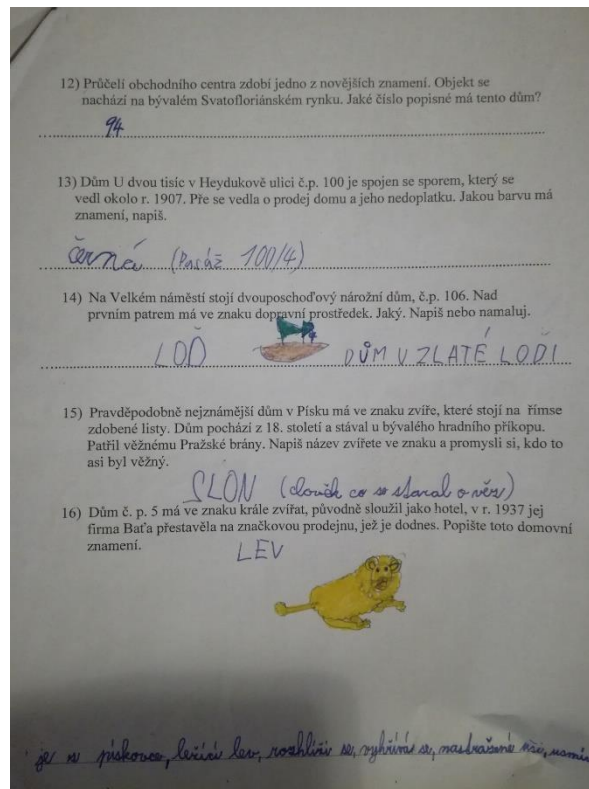 12) Průčelí obchodního centra zdobí jedno z novějších znamení. Objekt se
nachází na bývalém Svatofloriánském rynku. Jaké číslo popisné má tento dům?
94
13) Dům U dvou tisíc v Heydukově ulici č.p. 100 je spojen se sporem, který se
vedl okolo r. 1907. Pře se vedla o prodej domu a jeho nedoplatku. Jakou barvu má
znamení, napiš.
černá (Pasáž 100/4)
14) Na Velkém náměstí stojí dvouposchoďový nárožní dům, č.p. 106. Nad
prvním patrem má ve znaku dopravní prostředek. Jaký. Napiš nebo namaluj.
LOĎ DŮM U ZLATÉ LOĎI
15) Pravděpodobně nejznámější dům v Písku má ve znaku zvíře, které stojí na římse
zdobené listy. Dům pochází z 18. století a stával u bývalého hradního příkopu.
Patřil věžnému Pražské brány. Napiš název zvířete ve znaku a promysli si, kdo to
asi byl věžný.
SLON (člověk co se staral o věž)
16) Dům č. p. 5 má ve znaku krále zvířat, původně sloužil jako hotel, v r. 1937 jej
firma Baťa přestavěla na značkovou prodejnu, jež je dodnes. Popište toto domovní
znamení.
LEV
je z pískovce, ležící lev, rozhlíží se, vyhřívá se, nastražené uši,